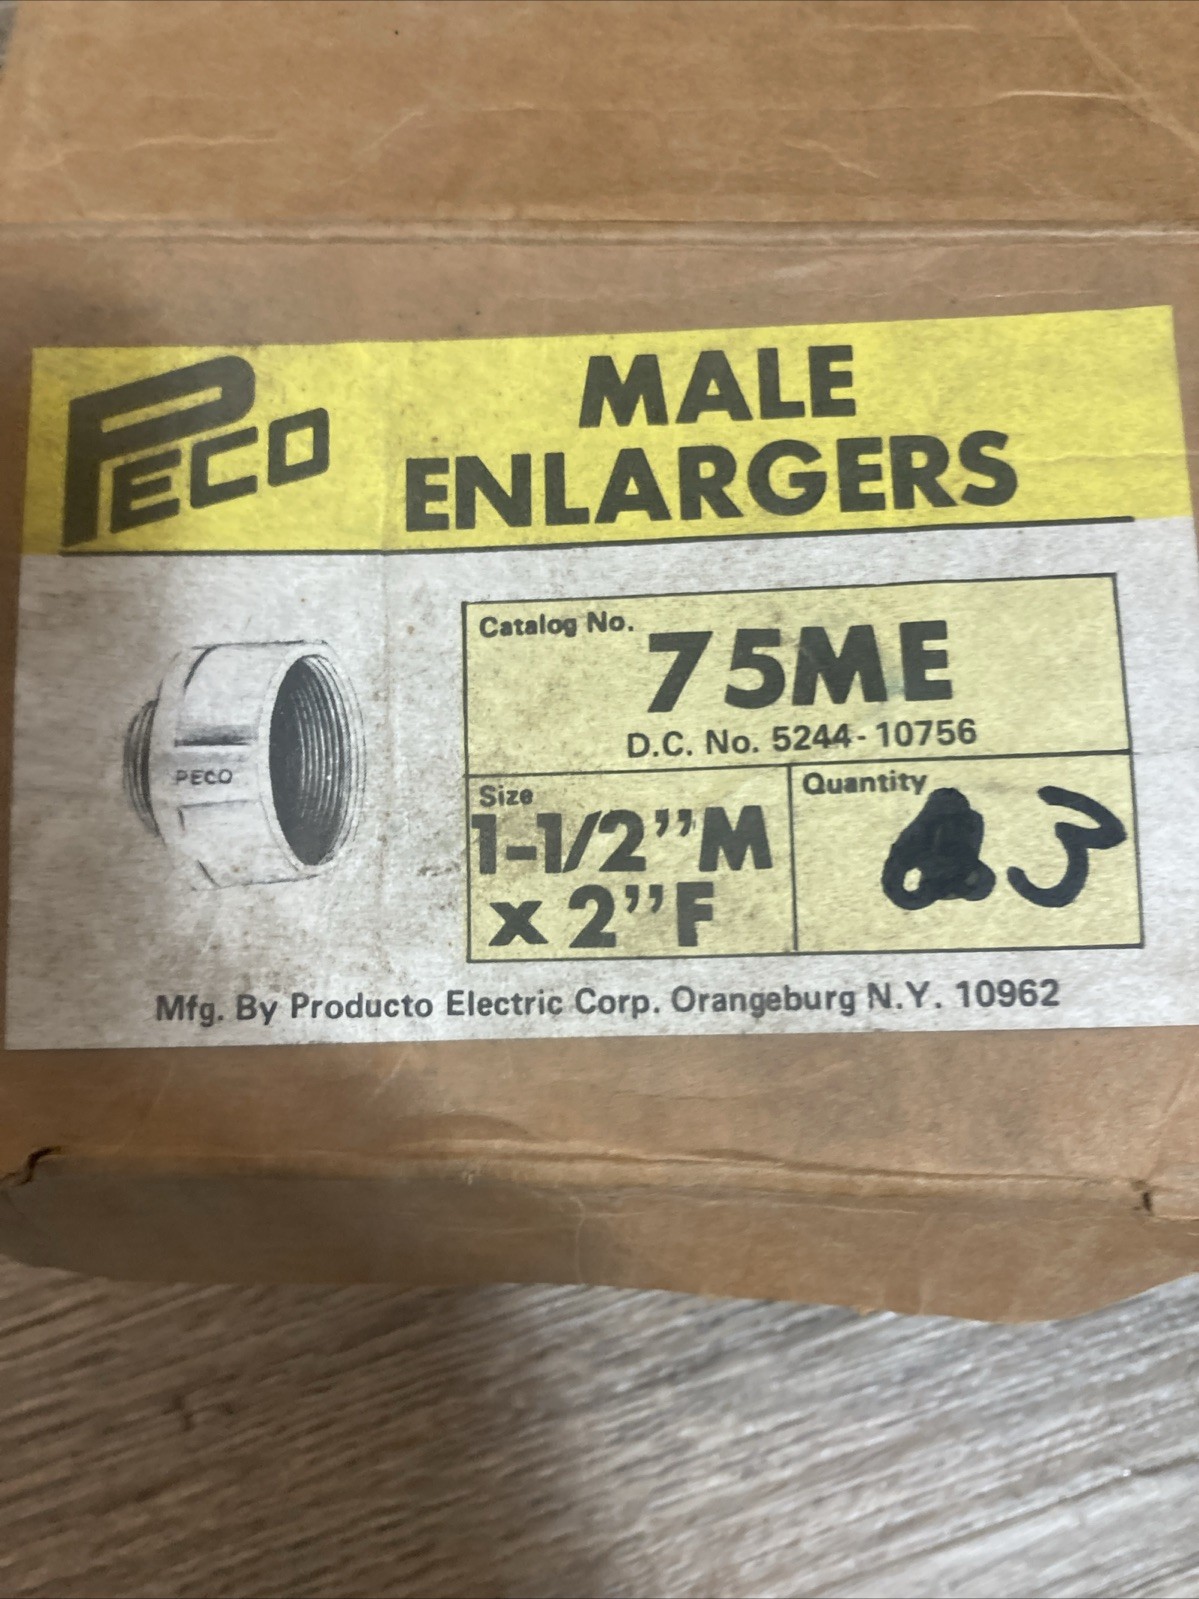 PECO
MALE
ENLARGERS
Catalog No.
75ME
D.C. No. 5244-10756
PECO
Size
1-1/2"M
x 2"F
Quantity
3
Mfg. By Producto Electric Corp. Orangeburg N.Y. 10962